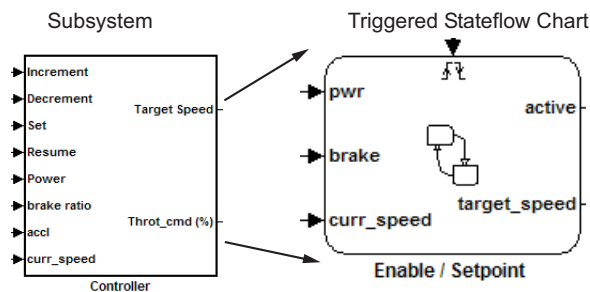 Subsystem
Triggered Stateflow Chart
Increment
Decrement
Set
Resume
Power
brake ratio
accl
curr_speed
Target Speed
Throt_cmd (%)
Controller
pwr
brake
curr_speed
active
target_speed
Enable / Setpoint